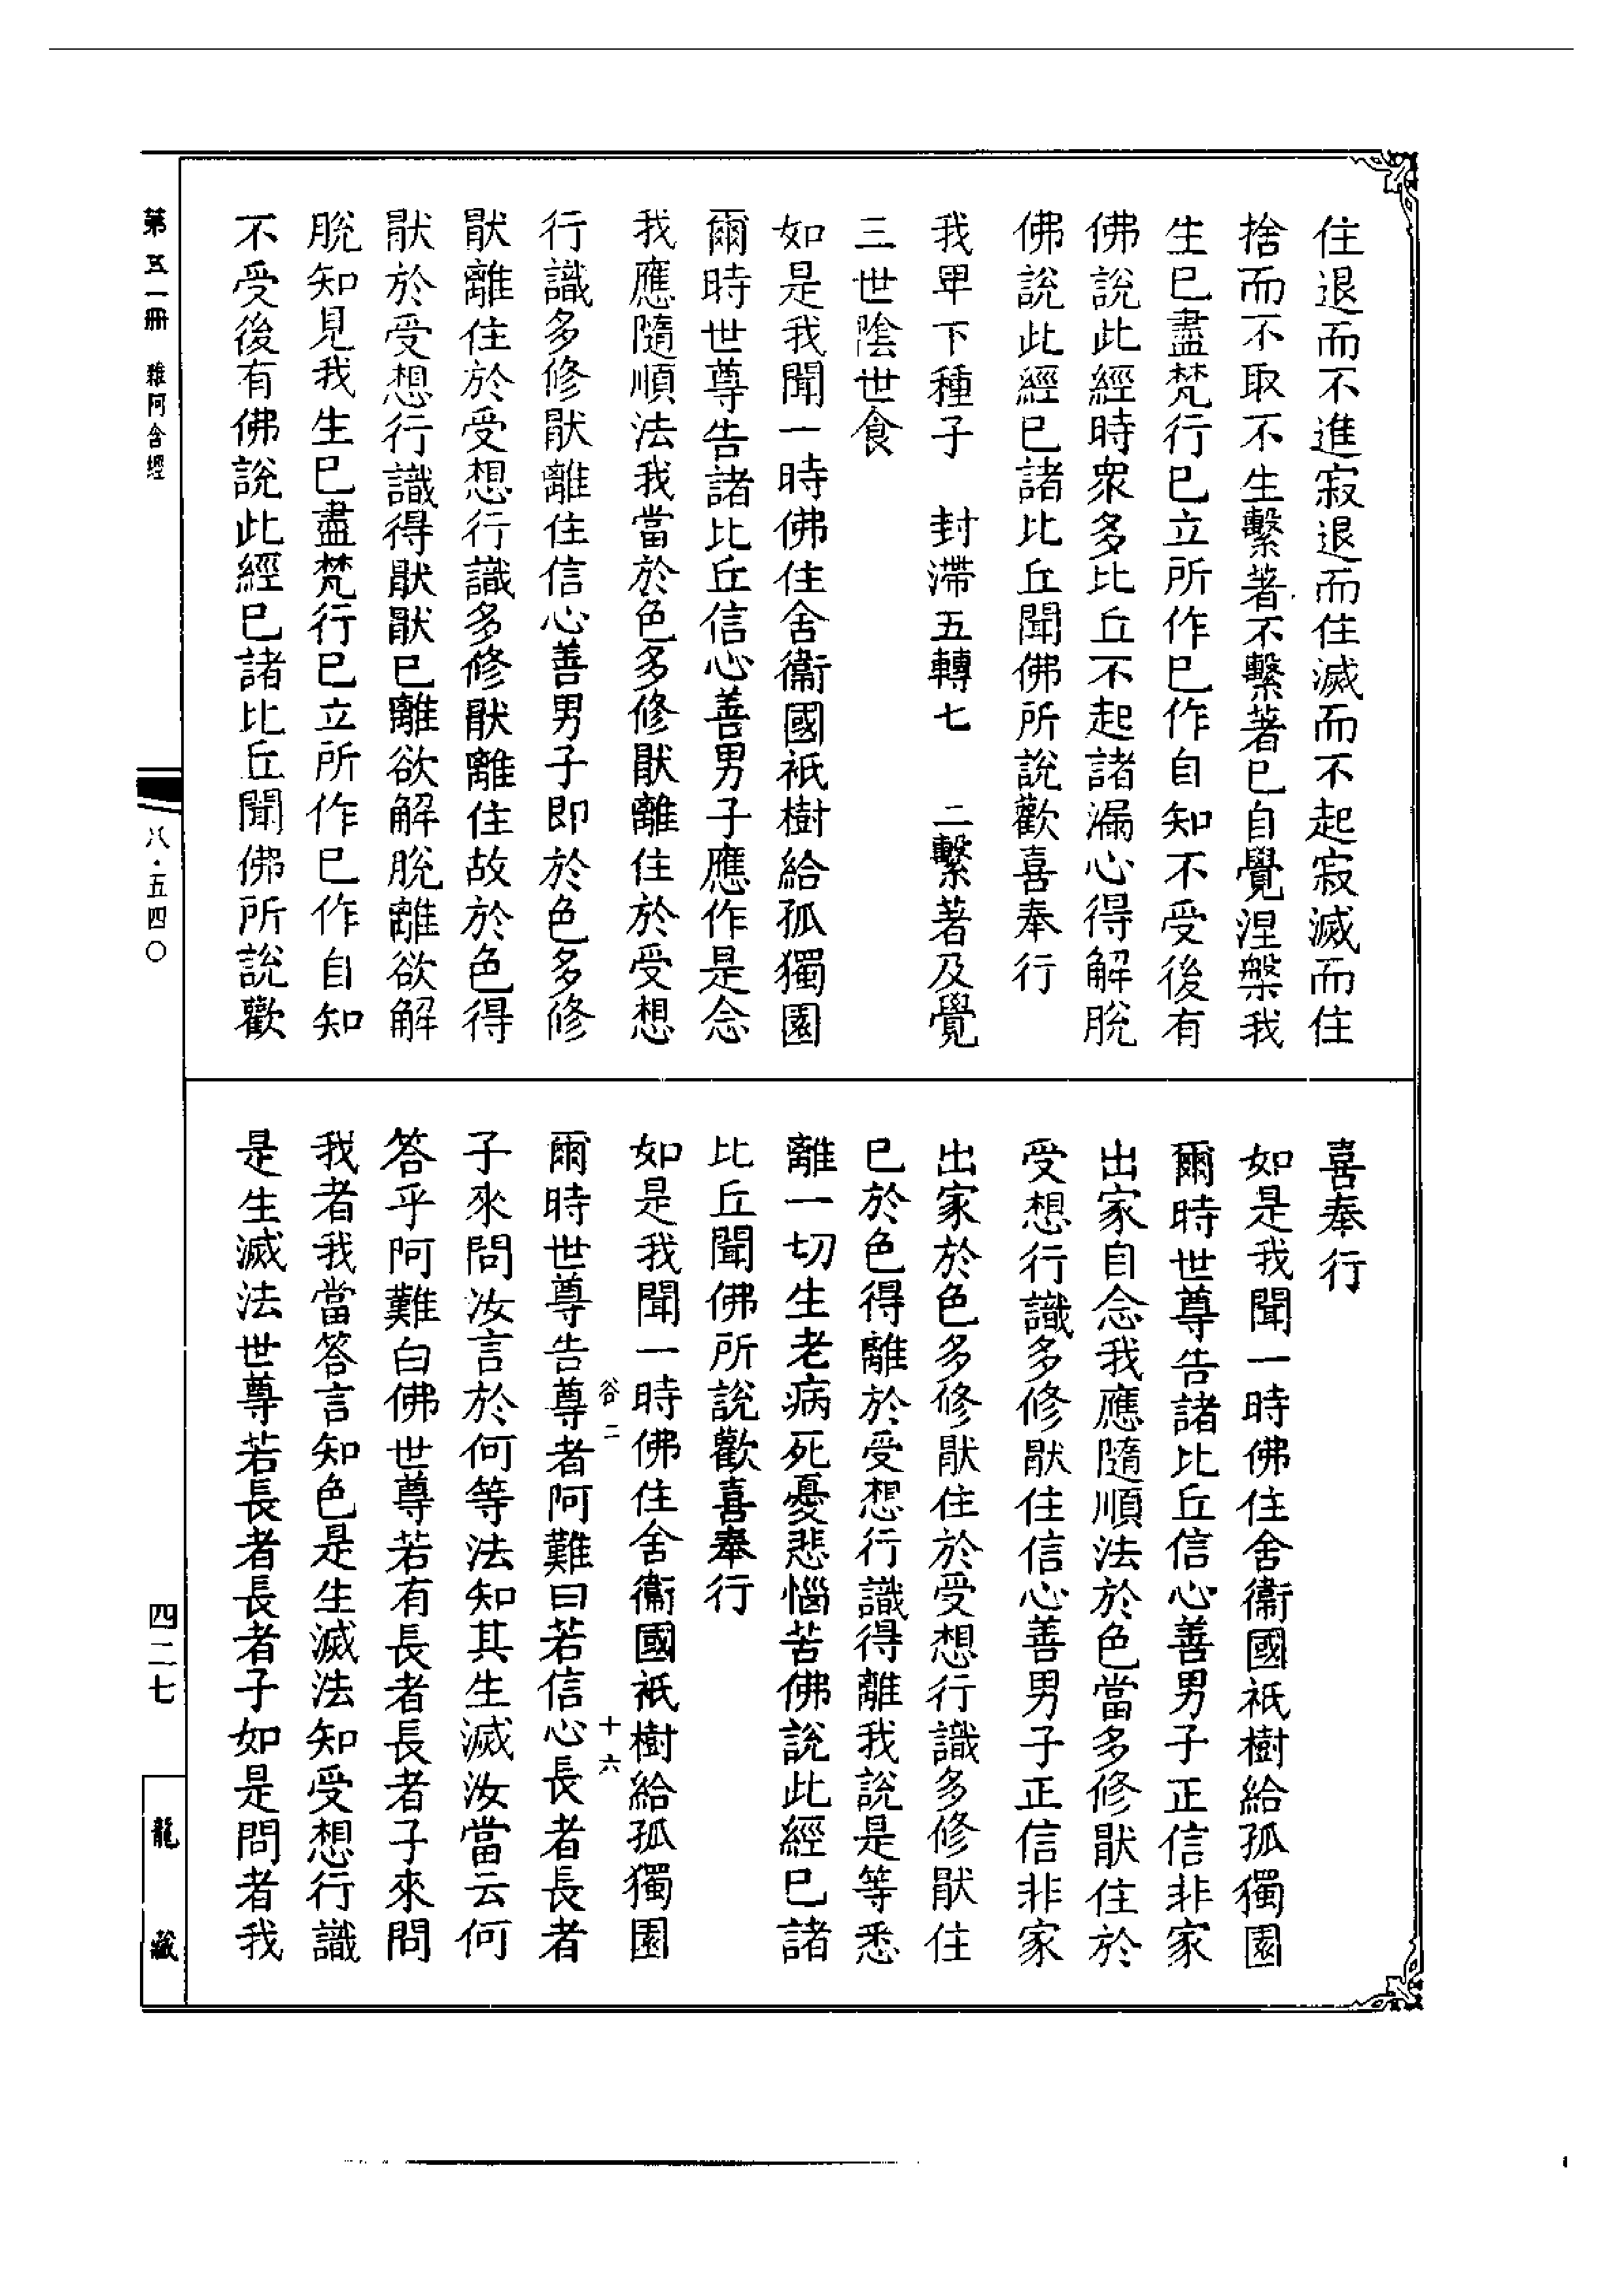 住退而不進寂退而住滅而不起寂滅而住
捨而不取不生繫著不繫著已自覺涅槃我
生已盡梵行已立所作已作自知不受後有
佛說此經時衆多比丘不起諸漏心得解脫
佛說此經已諸比丘聞佛所說歡喜奉行
我卑下種子　封滯五轉七　二繫著及覺
三世陰世食
如是我聞一時佛住舍衞國祇樹給孤獨園
爾時世尊告諸比丘信心善男子應作是念
我應隨順法我當於色多修猒離住於受想
行識多修猒離住信心善男子即於色多修
猒離住於受想行識多修猒離住故於色得
猒於受想行識得猒猒已離欲解脫離欲解
脫知見我生已盡梵行已立所作已作自知
不受後有佛說此經已諸比丘聞佛所說歡
喜奉行
如是我聞一時佛住舍衞國祇樹給孤獨園
爾時世尊告諸比丘信心善男子正信非家
出家自念我應隨順法於色當多修猒住於
受想行識多修猒住信心善男子正信非家
出家於色多修猒住於受想行識多修猒住
已於色得離於受想行識得離我說是等悉
離一切生老病死憂悲惱苦佛說此經已諸
比丘聞佛所說歡喜奉行
如是我聞一時佛住舍衞國祇樹給孤獨園
谷二　十六
爾時世尊告尊者阿難曰若信心長者長者
子來問汝言於何等法知其生滅汝當云何
答乎阿難白佛世尊若有長者長者子來問
我者我當答言知色是生滅法知受想行識
是生滅法世尊若長者長者子如是問者我
第五一冊　雜阿含經
八·五四〇
四二七
龍藏